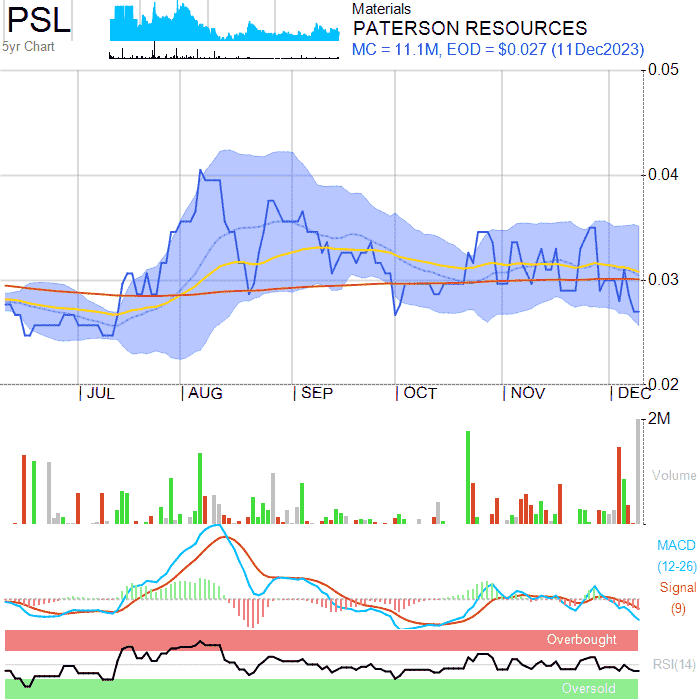 PSL
5yr Chart
Materials
PATERSON RESOURCES
MC = 11.1M, EOD = $0.027 (11Dec2023)
0.05
0.04
0.03
0.02
JUL AUG SEP OCT NOV DEC
2M
Volume
MACD
(12-26)
Signal
(9)
Overbought
RSI(14)
Oversold